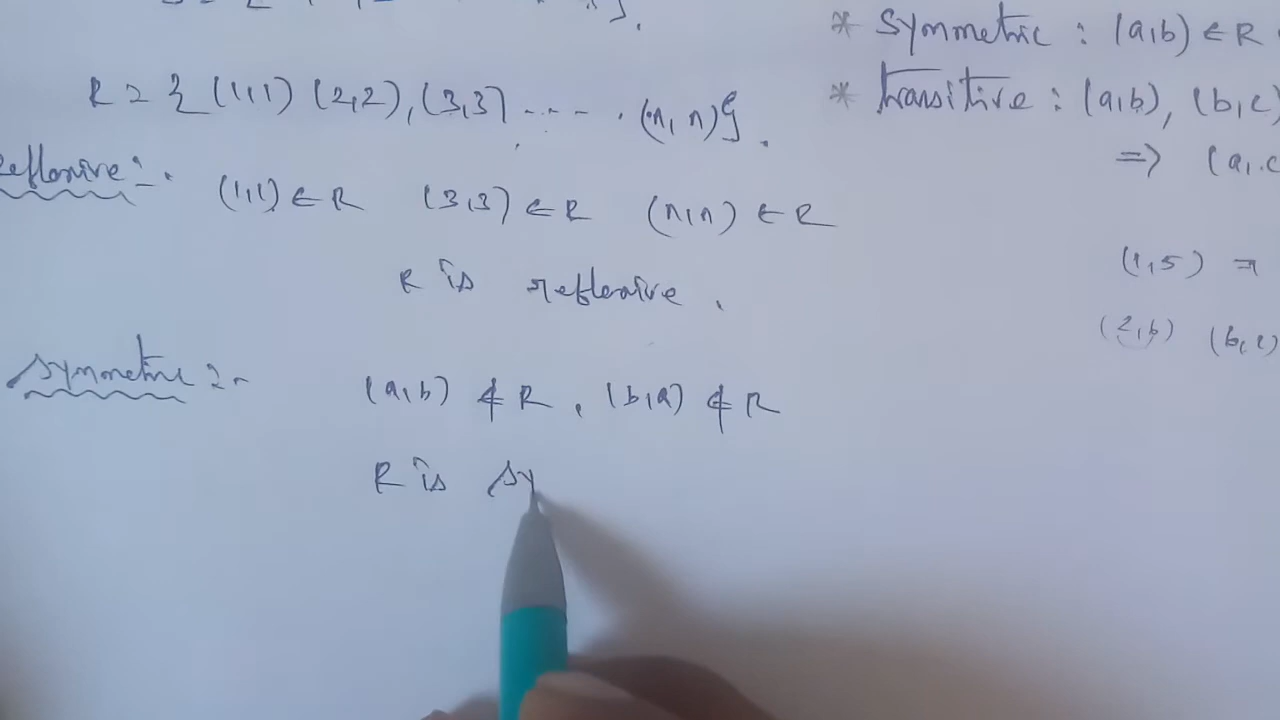 R = { (1,1) (2,2), (3,3) ---- . (n, n) }.
Reflexive :-
(1,1) ∈ R (3,3) ∈ R (n,n) ∈ R
R is reflexive .
Symmetric :-
(a,b) ∉ R , (b,a) ∉ R
R is Sy
* Symmetric : (a,b) ∈ R
* Transitive : (a,b), (b,c)
=> (a,c
(1,5) =
(2,b) (b,c)